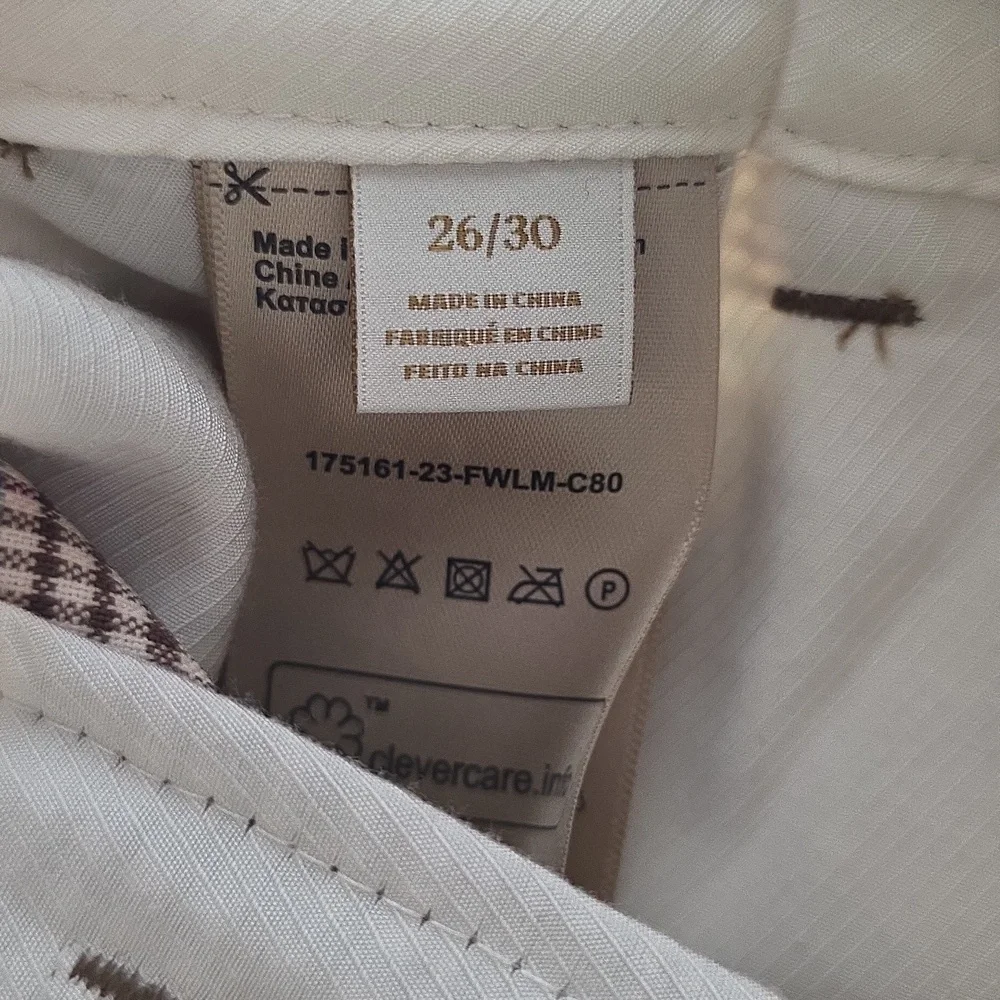 26/30
MADE IN CHINA
FABRIQUÉ EN CHINE
FEITO NA CHINA
Made i
Chine
Κατασ
175161-23-FWLM-C80
P
TM
clevercare.inf